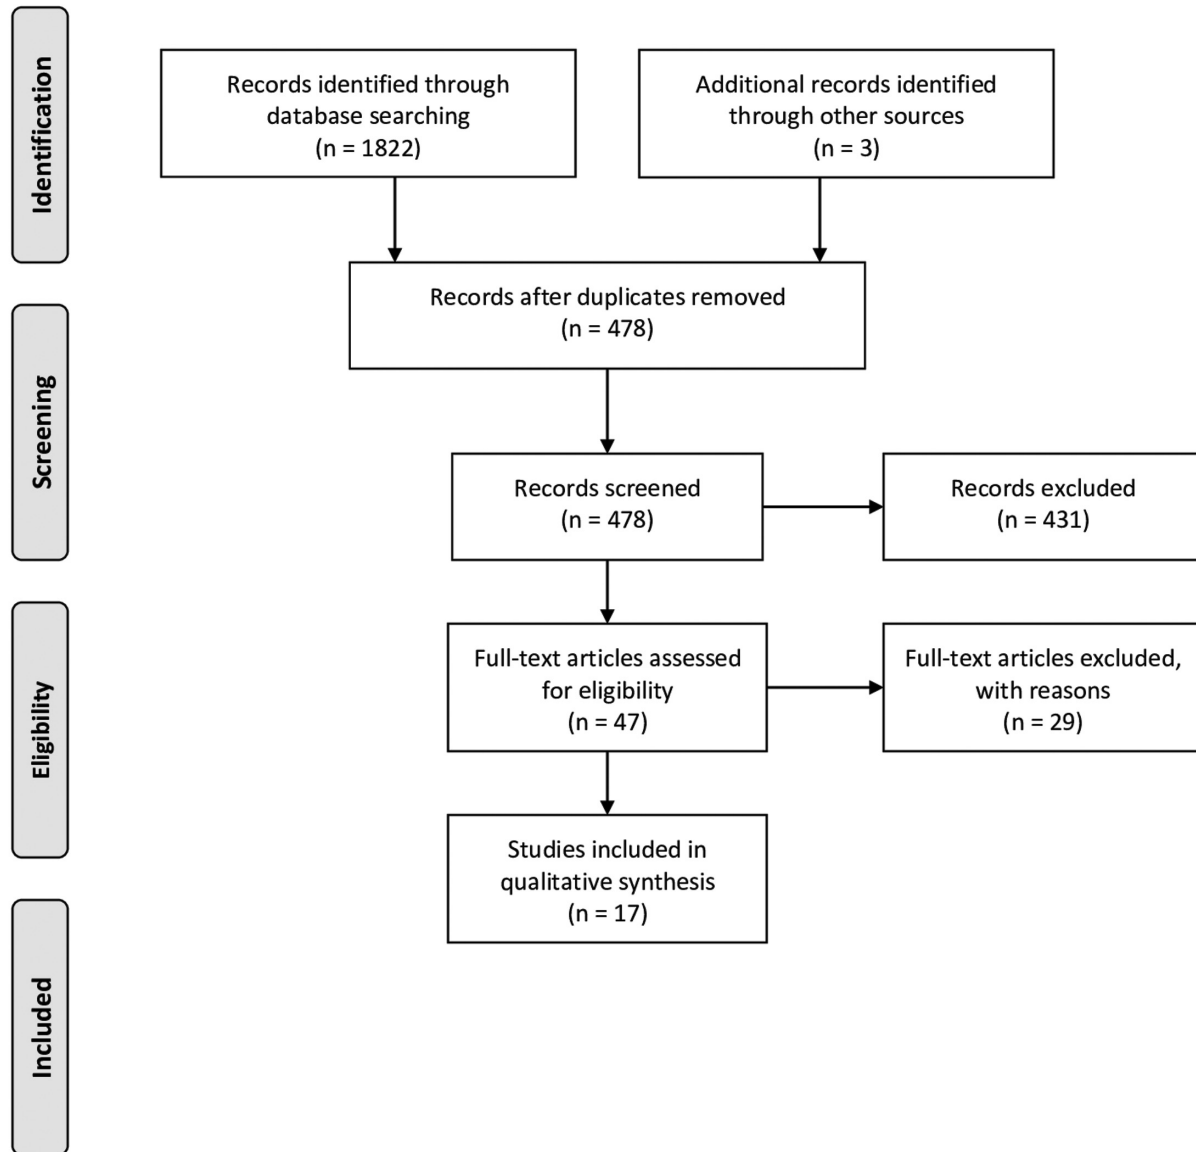 Identification
Records identified through
database searching
(n = 1822)
Additional records identified
through other sources
(n = 3)
Records after duplicates removed
(n = 478)
Screening
Records screened
(n = 478)
Records excluded
(n = 431)
Eligibility
Full-text articles assessed
for eligibility
(n = 47)
Full-text articles excluded,
with reasons
(n = 29)
Studies included in
qualitative synthesis
(n = 17)
Included